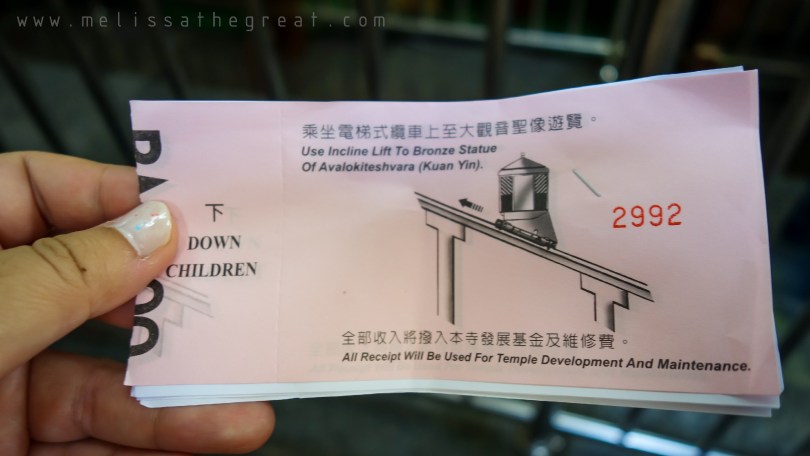 www.melissathegreat.com
乘坐電梯式纜車上至大觀音聖像遊覽。
Use Incline Lift To Bronze Statue
Of Avalokiteshvara (Kuan Yin).
2992
下
DOWN
CHILDREN
全部收入將撥入本寺發展基金及維修費。
All Receipt Will Be Used For Temple Development And Maintenance.